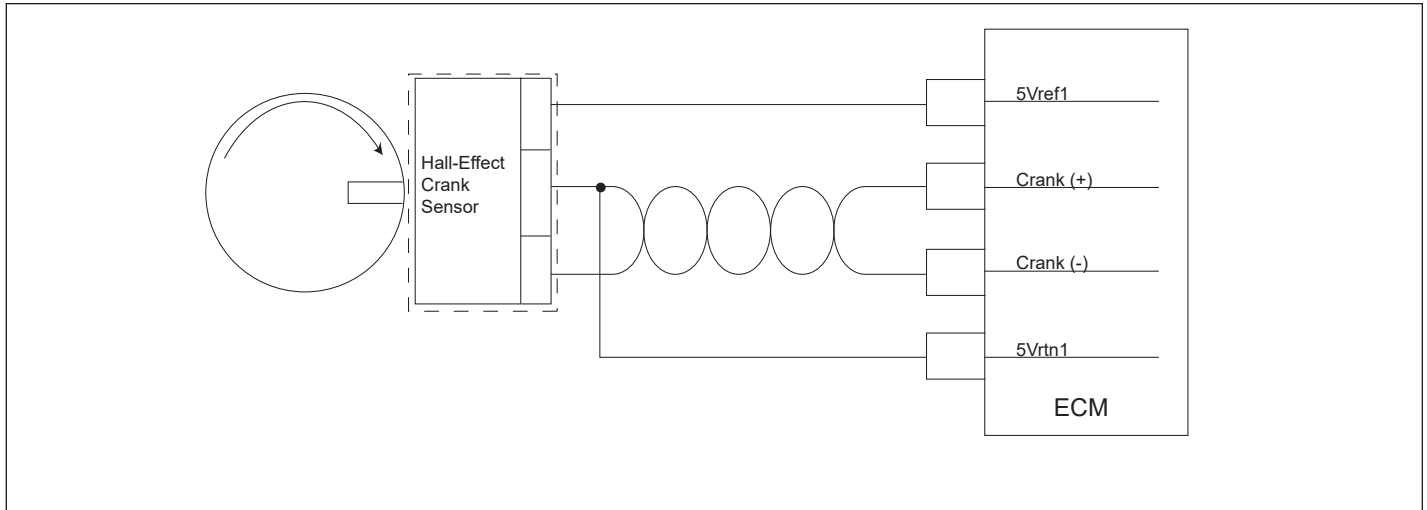 Hall-Effect
Crank
Sensor
5Vref1
Crank (+)
Crank (-)
5Vrtn1
ECM